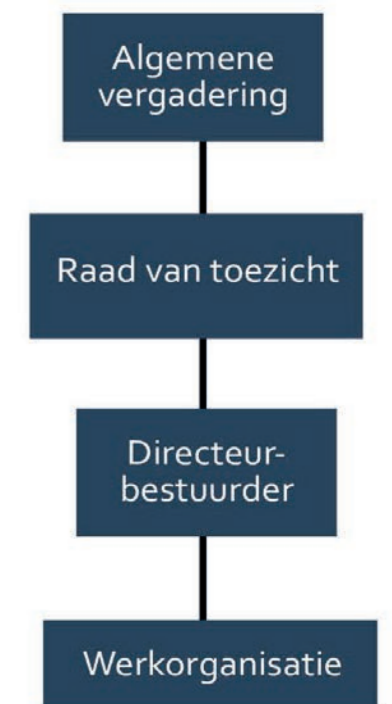 Algemene
vergadering
Raad van toezicht
Directeur-
bestuurder
Werkorganisatie